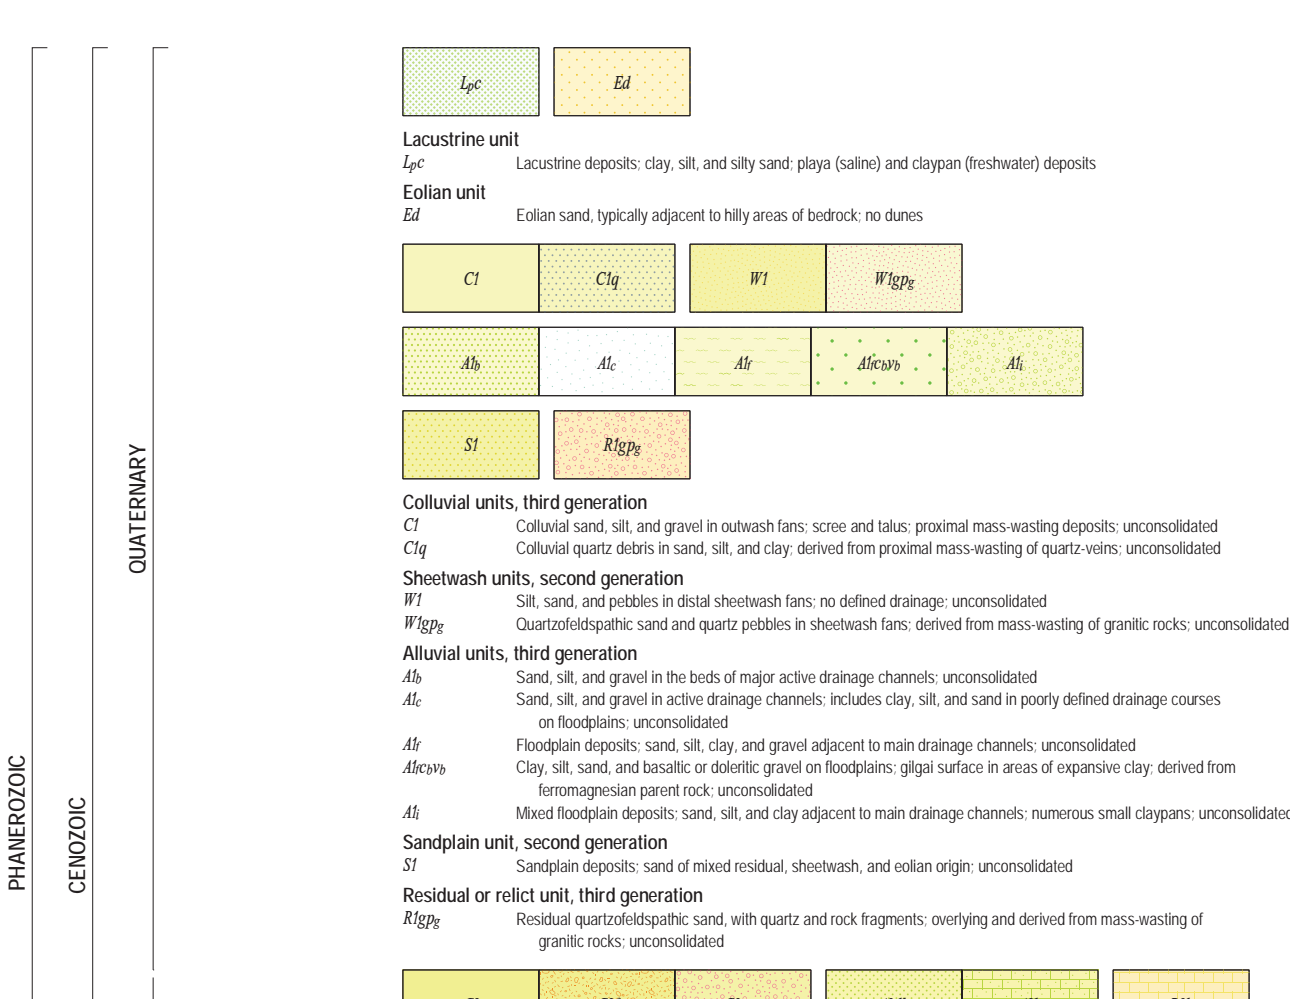 Lpc Ed
Lacustrine unit
Lpc Lacustrine deposits; clay, silt, and silty sand; playa (saline) and claypan (freshwater) deposits
Eolian unit
Ed Eolian sand, typically adjacent to hilly areas of bedrock; no dunes
C1 C1q W1 W1gpg
A1b A1c A1f A1fcbvb A1i
S1 R1gpg
QUATERNARY
Colluvial units, third generation
C1 Colluvial sand, silt, and gravel in outwash fans; scree and talus; proximal mass-wasting deposits; unconsolidated
C1q Colluvial quartz debris in sand, silt, and clay; derived from proximal mass-wasting of quartz-veins; unconsolidated
Sheetwash units, second generation
W1 Silt, sand, and pebbles in distal sheetwash fans; no defined drainage; unconsolidated
W1gpg Quartzofeldspathic sand and quartz pebbles in sheetwash fans; derived from mass-wasting of granitic rocks; unconsolidated
Alluvial units, third generation
A1b Sand, silt, and gravel in the beds of major active drainage channels; unconsolidated
A1c Sand, silt, and gravel in active drainage channels; includes clay, silt, and sand in poorly defined drainage courses
on floodplains; unconsolidated
A1f Floodplain deposits; sand, silt, clay, and gravel adjacent to main drainage channels; unconsolidated
A1fcbvb Clay, silt, sand, and basaltic or doleritic gravel on floodplains; gilgai surface in areas of expansive clay; derived from
ferromagnesian parent rock; unconsolidated
A1i Mixed floodplain deposits; sand, silt, and clay adjacent to main drainage channels; numerous small claypans; unconsolidated
PHANEROZOIC
CENOZOIC
Sandplain unit, second generation
S1 Sandplain deposits; sand of mixed residual, sheetwash, and eolian origin; unconsolidated
Residual or relict unit, third generation
R1gpg Residual quartzofeldspathic sand, with quartz and rock fragments; overlying and derived from mass-wasting of
granitic rocks; unconsolidated